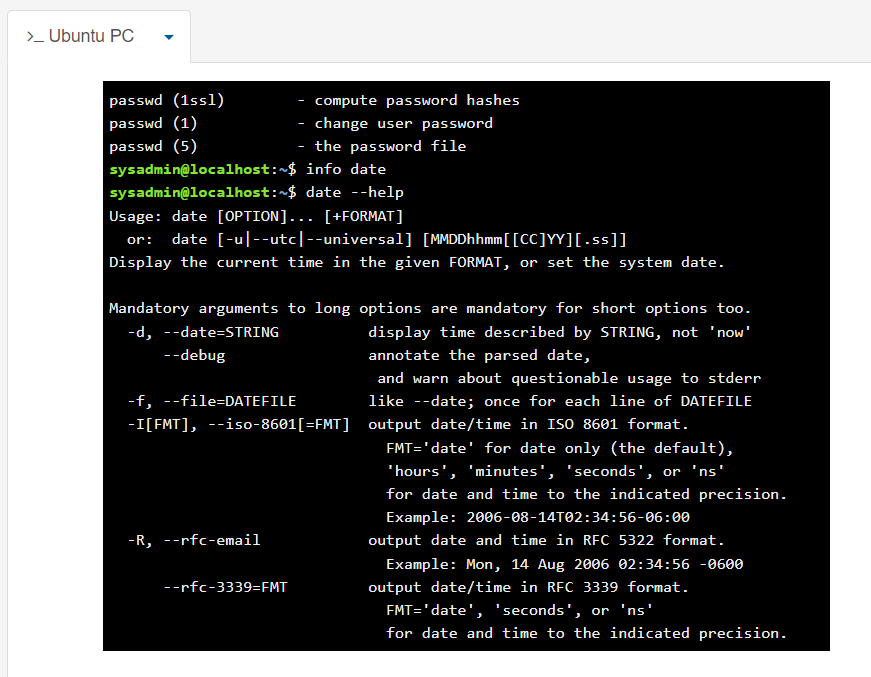 >_ Ubuntu PC
passwd (1ssl)        - compute password hashes
passwd (1)           - change user password
passwd (5)           - the password file
sysadmin@localhost:~$ info date
sysadmin@localhost:~$ date --help
Usage: date [OPTION]... [+FORMAT]
  or:  date [-u|--utc|--universal] [MMDDhhmm[[CC]YY][.ss]]
Display the current time in the given FORMAT, or set the system date.

Mandatory arguments to long options are mandatory for short options too.
  -d, --date=STRING          display time described by STRING, not 'now'
      --debug                annotate the parsed date,
                              and warn about questionable usage to stderr
  -f, --file=DATEFILE        like --date; once for each line of DATEFILE
  -I[FMT], --iso-8601[=FMT]  output date/time in ISO 8601 format.
                               FMT='date' for date only (the default),
                               'hours', 'minutes', 'seconds', or 'ns'
                               for date and time to the indicated precision.
                               Example: 2006-08-14T02:34:56-06:00
  -R, --rfc-email            output date and time in RFC 5322 format.
                               Example: Mon, 14 Aug 2006 02:34:56 -0600
      --rfc-3339=FMT         output date/time in RFC 3339 format.
                               FMT='date', 'seconds', or 'ns'
                               for date and time to the indicated precision.